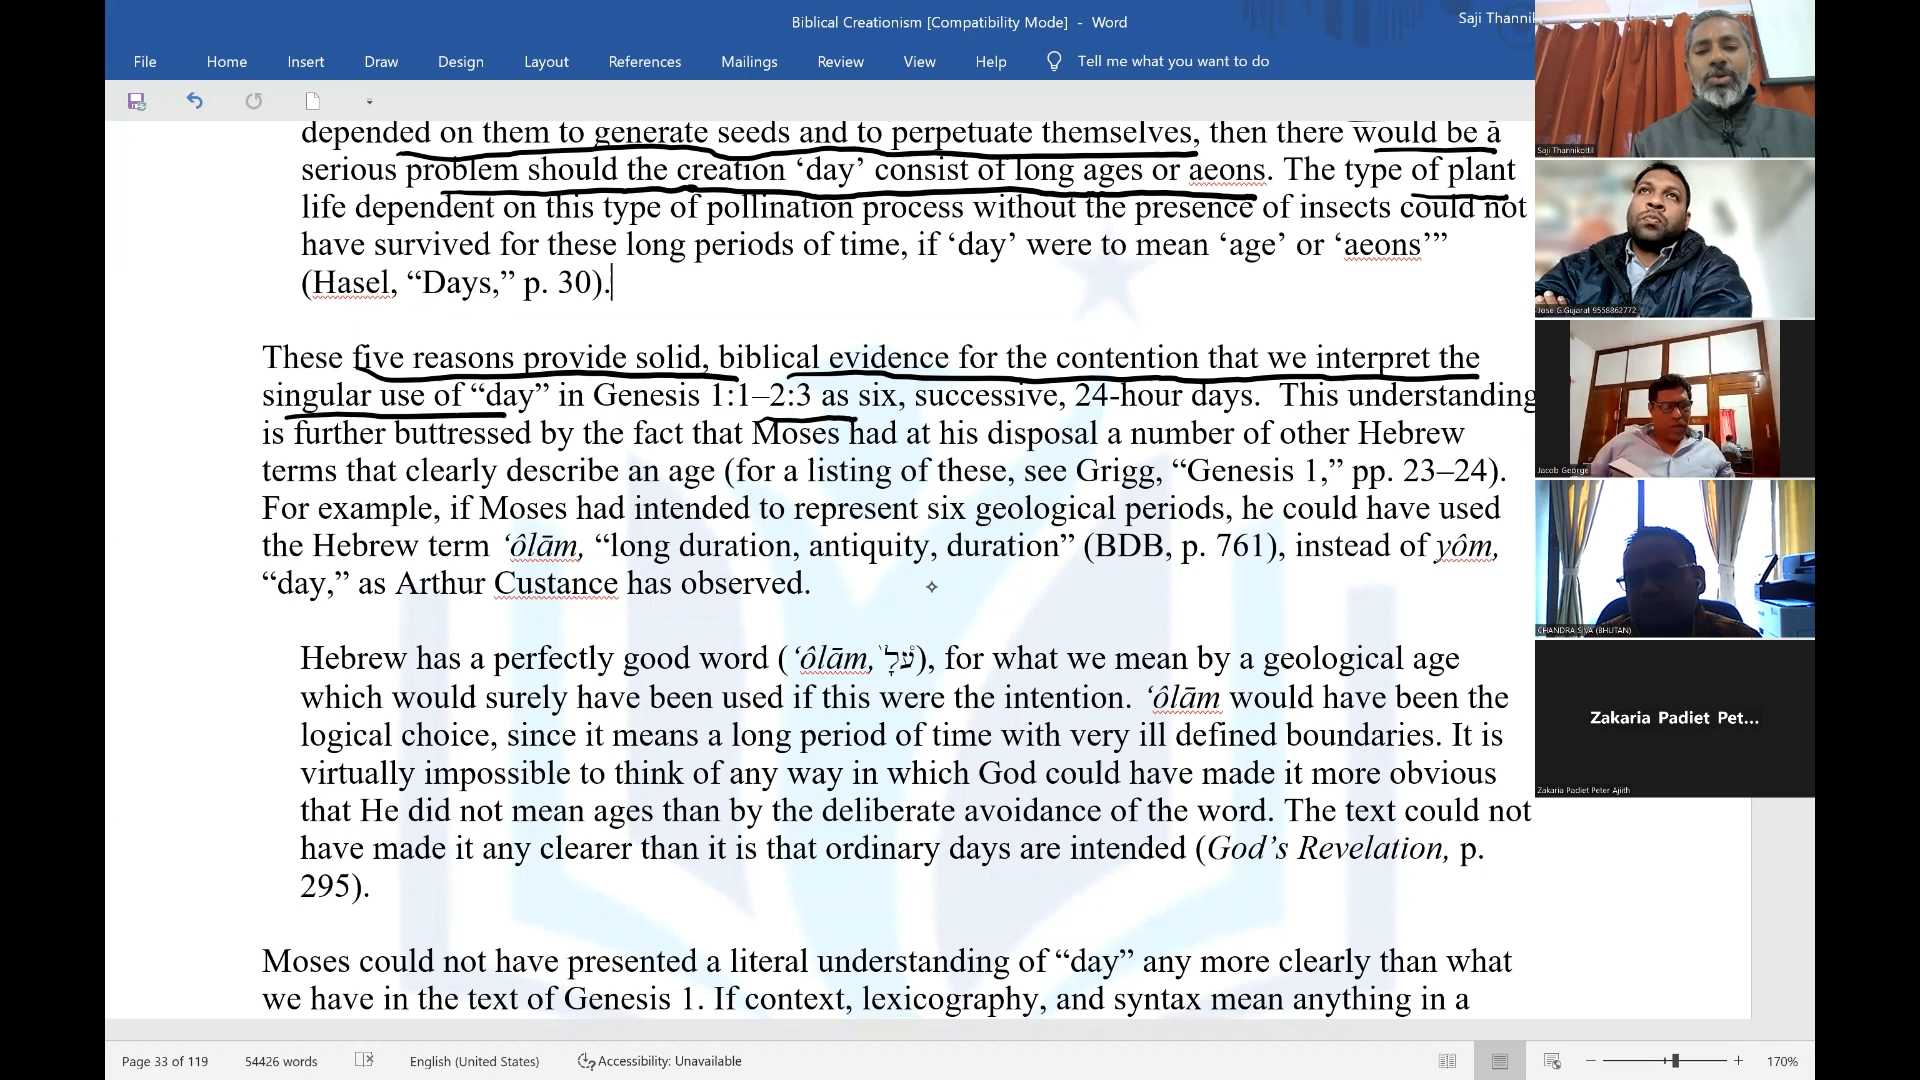 Biblical Creationism [Compatibility Mode] - Word
Saji Thannik
File Home Insert Draw Design Layout References Mailings Review View Help Tell me what you want to do
depended on them to generate seeds and to perpetuate themselves, then there would be a
serious problem should the creation ‘day’ consist of long ages or aeons. The type of plant
life dependent on this type of pollination process without the presence of insects could not
have survived for these long periods of time, if ‘day’ were to mean ‘age’ or ‘aeons’”
(Hasel, “Days,” p. 30).
These five reasons provide solid, biblical evidence for the contention that we interpret the
singular use of “day” in Genesis 1:1–2:3 as six, successive, 24-hour days. This understanding
is further buttressed by the fact that Moses had at his disposal a number of other Hebrew
terms that clearly describe an age (for a listing of these, see Grigg, “Genesis 1,” pp. 23–24).
For example, if Moses had intended to represent six geological periods, he could have used
the Hebrew term ‘ôlām, “long duration, antiquity, duration” (BDB, p. 761), instead of yôm,
“day,” as Arthur Custance has observed.
Hebrew has a perfectly good word (‘ôlām, ), for what we mean by a geological age
which would surely have been used if this were the intention. ‘ôlām would have been the
logical choice, since it means a long period of time with very ill defined boundaries. It is
virtually impossible to think of any way in which God could have made it more obvious
that He did not mean ages than by the deliberate avoidance of the word. The text could not
have made it any clearer than it is that ordinary days are intended (God’s Revelation, p.
295).
Moses could not have presented a literal understanding of “day” any more clearly than what
we have in the text of Genesis 1. If context, lexicography, and syntax mean anything in a
Page 33 of 119 54426 words English (United States) Accessibility: Unavailable 170%
Saji Thannikottil
Jose G.Gujarat 9558862772
Jacob George
CHANDRA SIVA (BHUTAN)
Zakaria Padiet Pet...
Zakaria Padiet Peter Ajiith